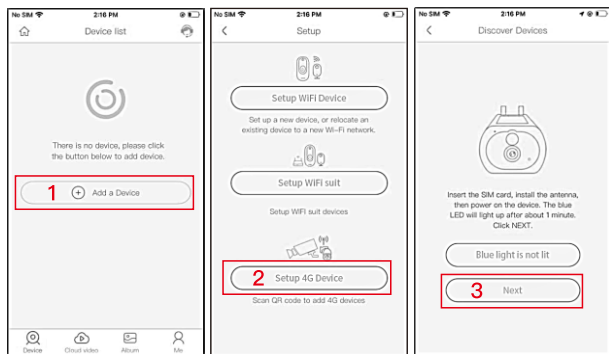 No SIM 2:16 PM
Device list
There is no device, please click
the button below to add device.
1 Add a Device
Device Cloud video Album Me
No SIM 2:16 PM
Setup
Setup WiFi Device
Set up a new device, or relocate an
existing device to a new Wi-Fi network.
Setup WiFi suit
Setup WIFI suit devices
2 Setup 4G Device
Scan QR code to add 4G devices
No SIM 2:16 PM
Discover Devices
Insert the SIM card, install the antenna,
then power on the device. The blue
LED will light up after about 1 minute.
Click NEXT.
Blue light is not lit
3 Next